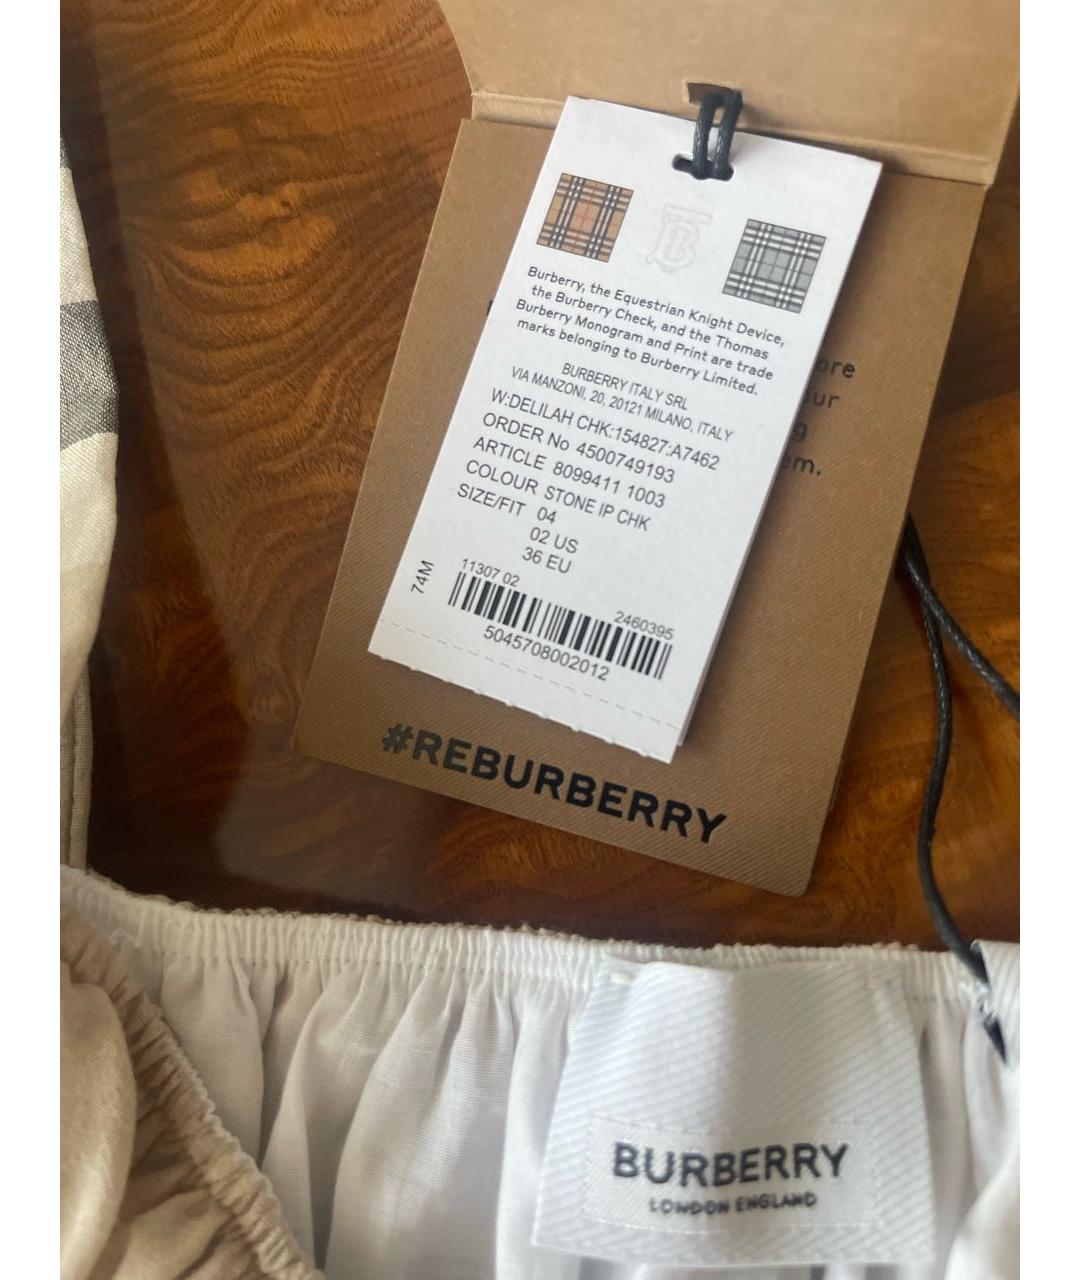 Burberry, the Equestrian Knight Device,
the Burberry Check, and the Thomas
Burberry Monogram and Print are trade
marks belonging to Burberry Limited.
BURBERRY ITALY SRL
VIA MANZONI, 20, 20121 MILANO, ITALY
W:DELILAH CHK:154827:A7462
ORDER No 4500749193
ARTICLE 8099411 1003
COLOUR STONE IP CHK
SIZE/FIT 04
02 US
36 EU
74M
11307 02
2460395
5045708002012
#REBURBERRY
BURBERRY
LONDON ENGLAND